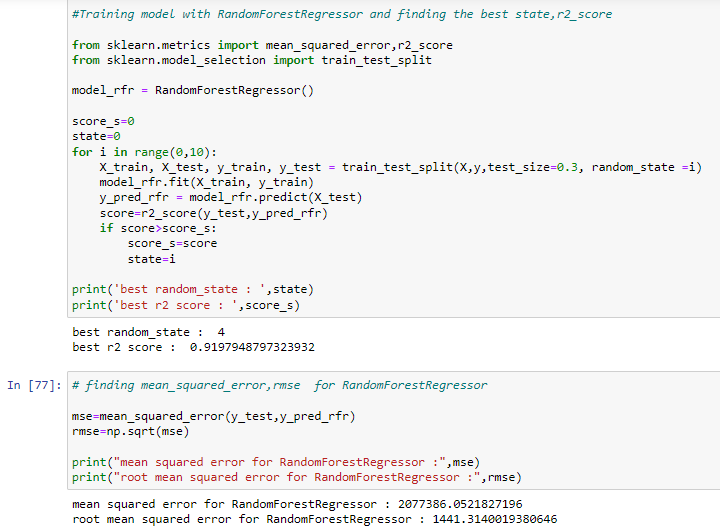 #Training model with RandomForestRegressor and finding the best state,r2_score
from sklearn.metrics import mean_squared_error,r2_score
from sklearn.model_selection import train_test_split
model_rfr = RandomForestRegressor()
score_s=0
state=0
for i in range(0,10):
    X_train, X_test, y_train, y_test = train_test_split(X,y,test_size=0.3, random_state =i)
    model_rfr.fit(X_train, y_train)
    y_pred_rfr = model_rfr.predict(X_test)
    score=r2_score(y_test,y_pred_rfr)
    if score>score_s:
        score_s=score
        state=i
print('best random_state : ',state)
print('best r2 score : ',score_s)
best random_state :  4
best r2 score :  0.9197948797323932
In [77]: # finding mean_squared_error,rmse  for RandomForestRegressor
mse=mean_squared_error(y_test,y_pred_rfr)
rmse=np.sqrt(mse)
print("mean squared error for RandomForestRegressor :",mse)
print("root mean squared error for RandomForestRegressor :",rmse)
mean squared error for RandomForestRegressor : 2077386.0521827196
root mean squared error for RandomForestRegressor : 1441.3140019380646